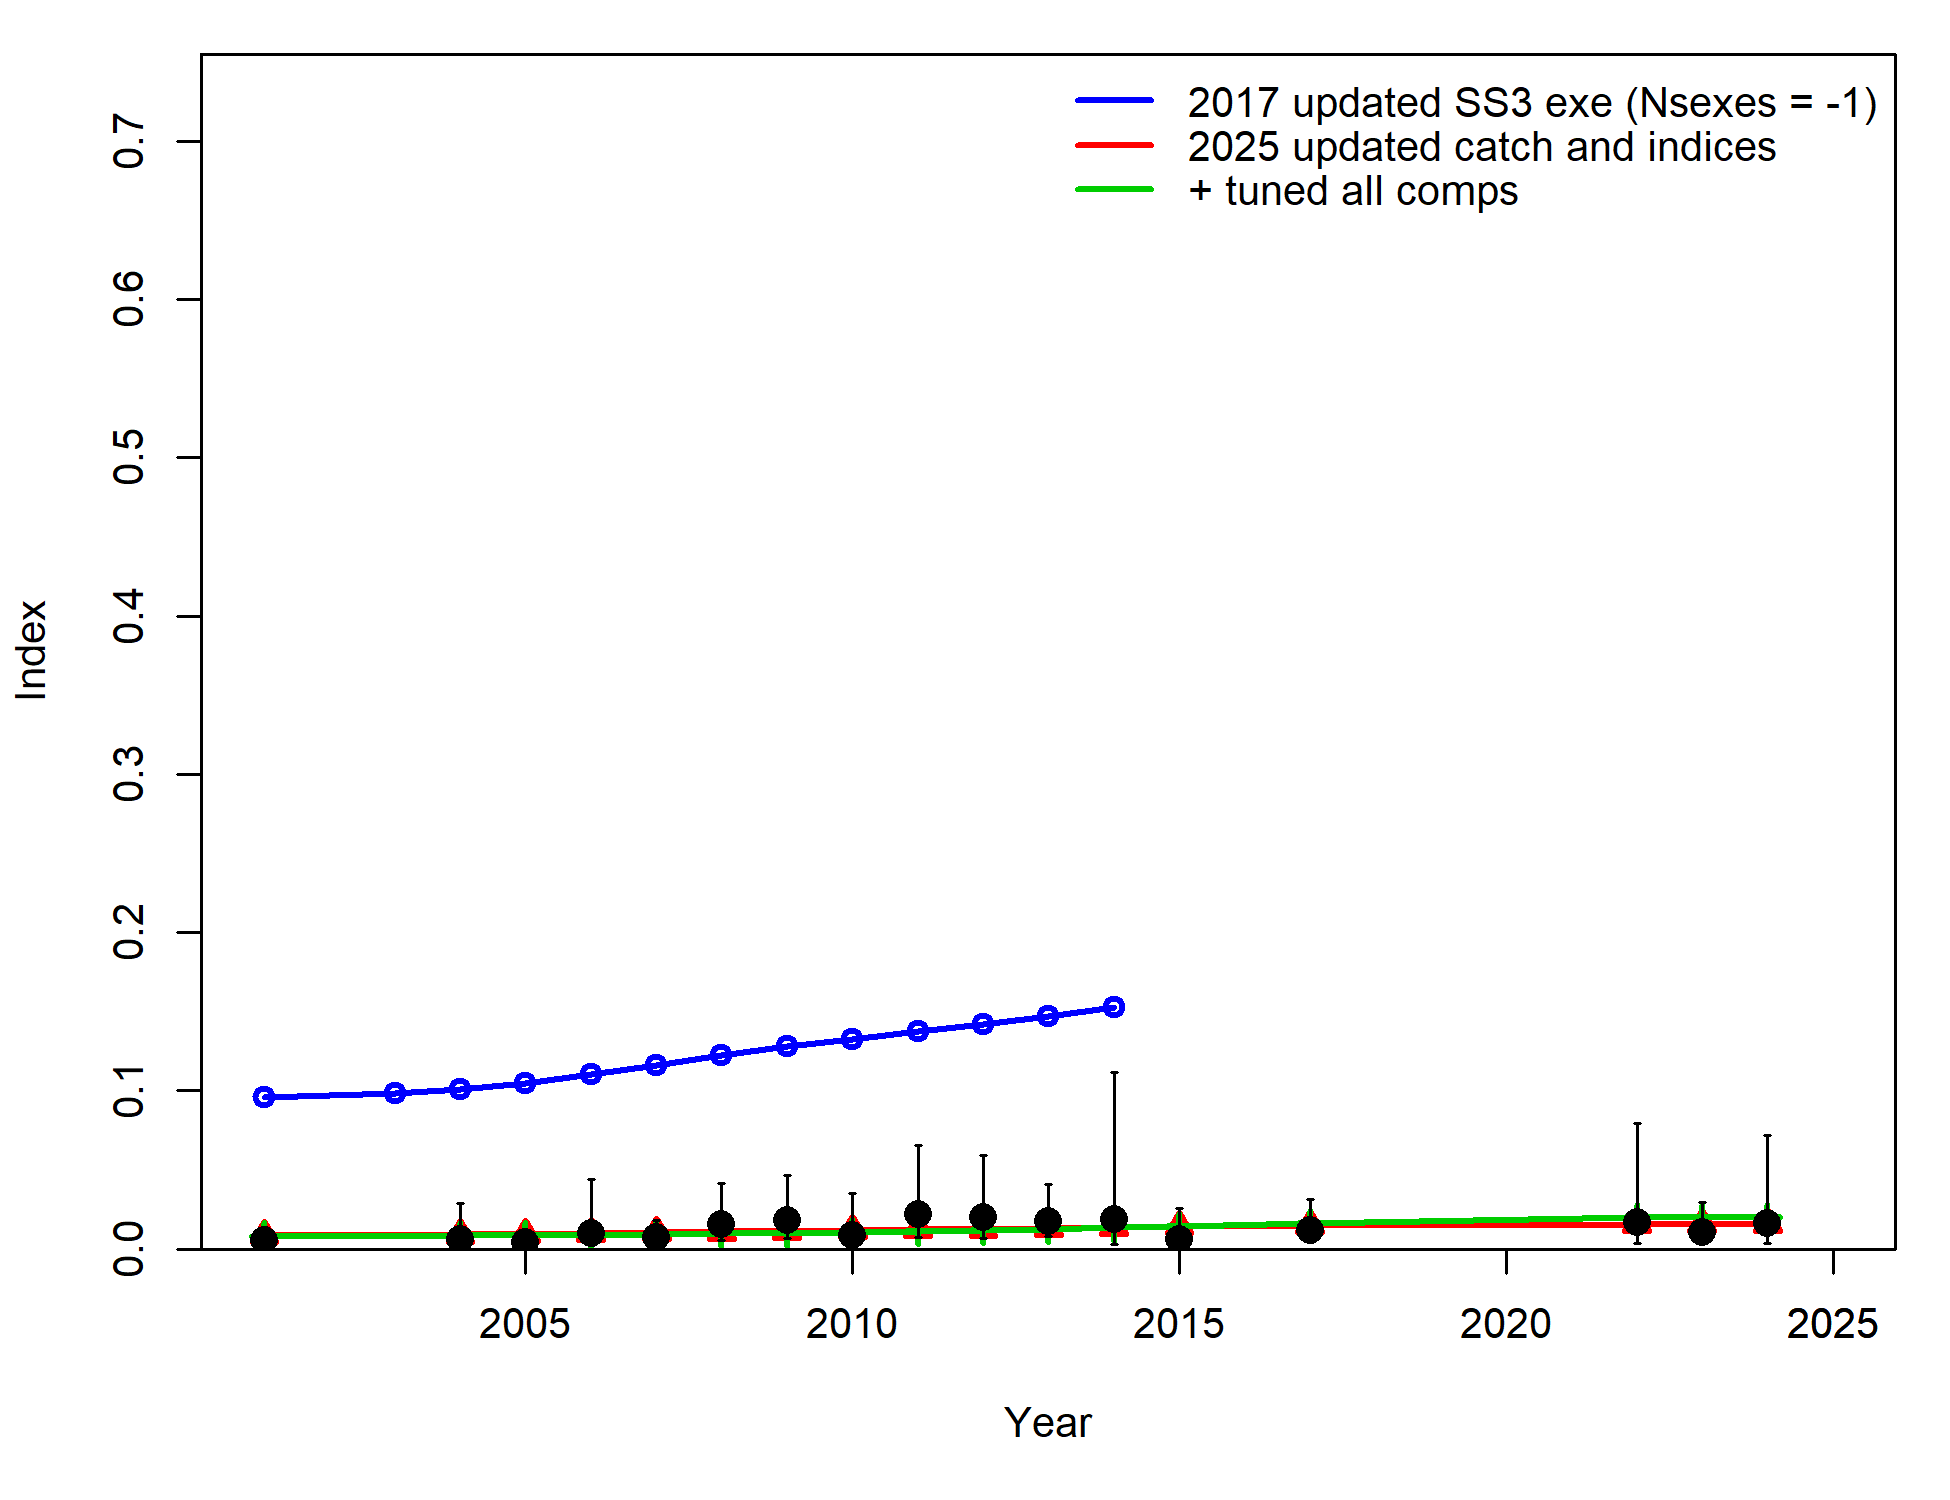 2017 updated SS3 exe (Nsexes = -1)
2025 updated catch and indices
+ tuned all comps
0.7
0.6
0.5
0.4
0.3
0.2
0.1
0.0
Index
2005 2010 2015 2020 2025
Year